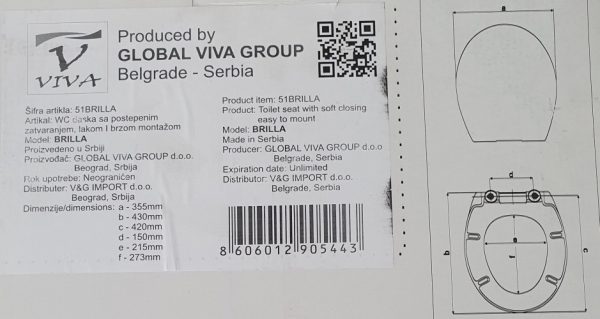 VIVA
Produced by
GLOBAL VIVA GROUP
Belgrade - Serbia
Šifra artikla: 51BRILLA
Artikal: WC daska sa postepenim
zatvaranjem, lakom I brzom montažom
Model: BRILLA
Proizvedeno u Srbiji
Proizvođač: GLOBAL VIVA GROUP d.o.o.
Beograd, Srbija
Rok upotrebe: Neograničen
Distributer: V&G IMPORT d.o.o.
Beograd, Srbija
Dimenzije/dimensions: a - 355mm
b - 430mm
c - 420mm
d - 150mm
e - 215mm
f - 273mm
Product item: 51BRILLA
Product: Toilet seat with soft closing
easy to mount
Model: BRILLA
Made in Serbia
Producer: GLOBAL VIVA GROUP d.o.o.
Belgrade, Serbia
Expiration date: Unlimited
Distributor: V&G IMPORT d.o.o.
Belgrade, Serbia
8 606012 905443
a
d
b
e
f
c